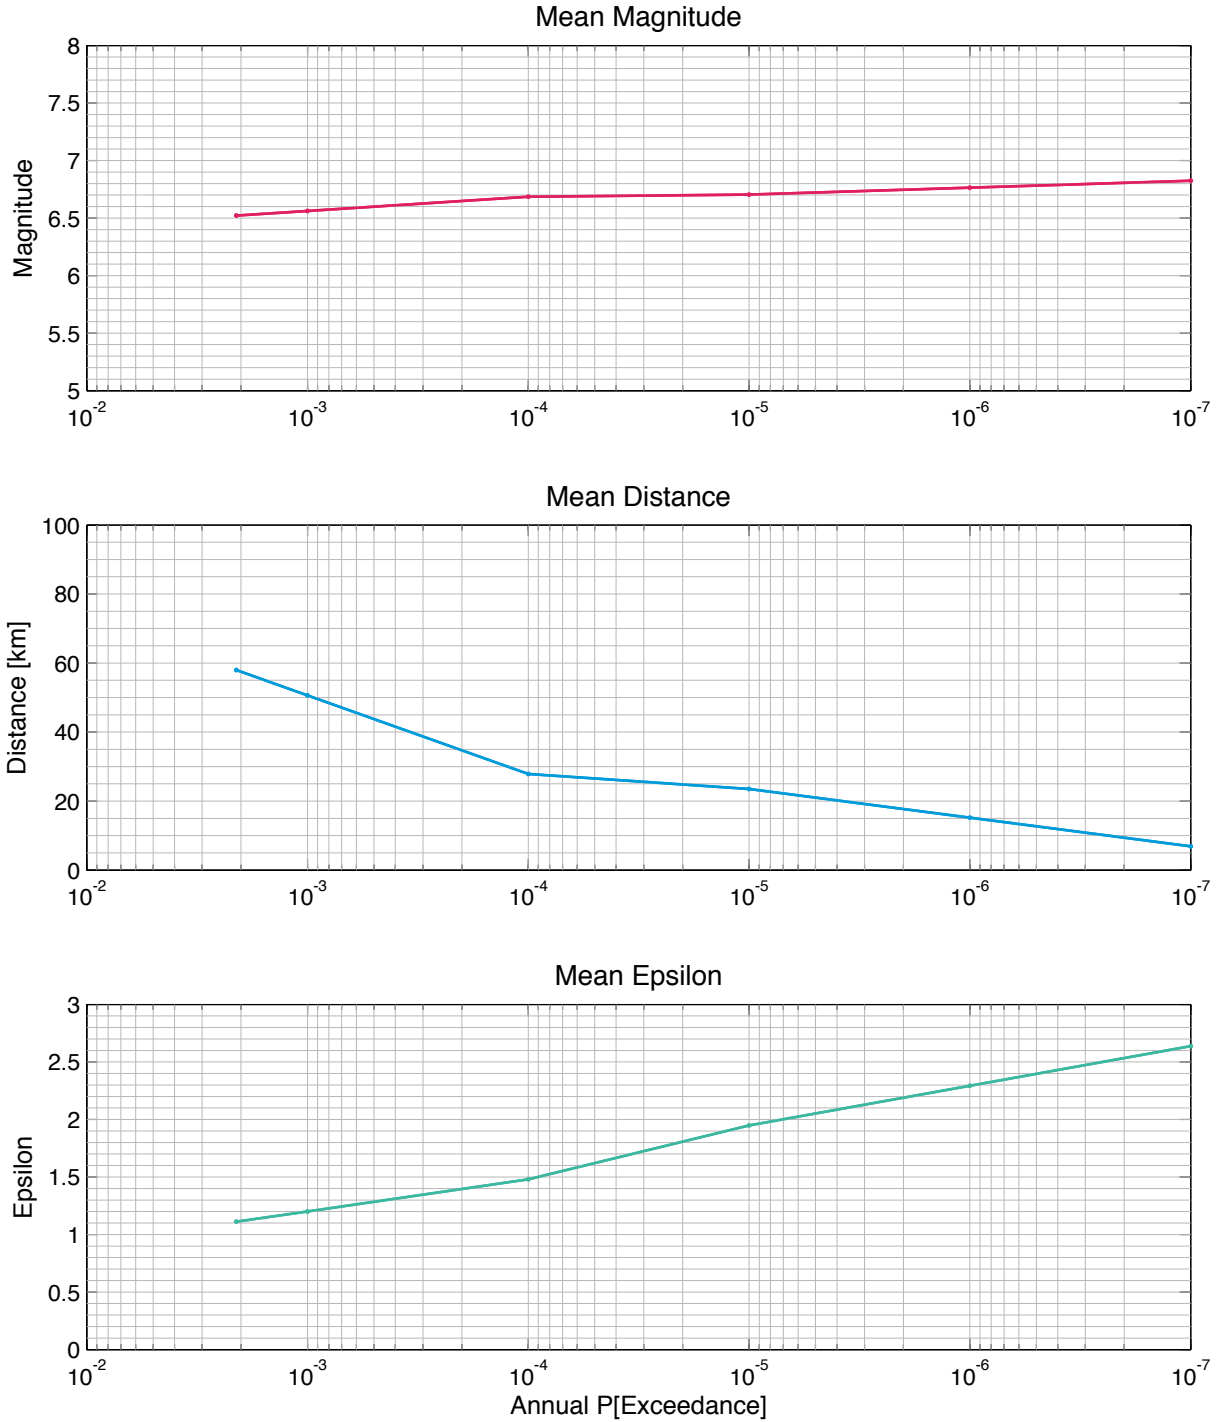 Mean Magnitude
8
7.5
7
6.5
6
5.5
5
Magnitude
10-2 10-3 10-4 10-5 10-6 10-7
Mean Distance
100
80
60
40
20
0
Distance [km]
10-2 10-3 10-4 10-5 10-6 10-7
Mean Epsilon
3
2.5
2
1.5
1
0.5
0
Epsilon
10-2 10-3 10-4 10-5 10-6 10-7
Annual P[Exceedance]